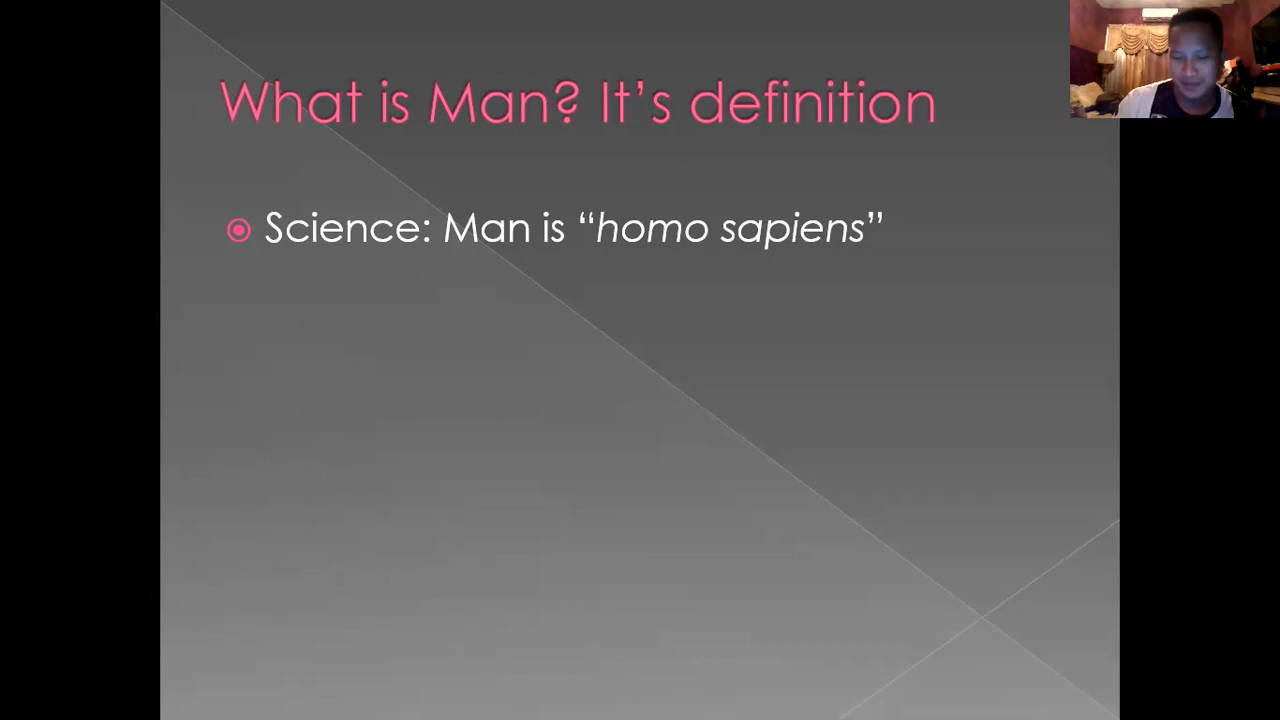 What is Man? It’s definition
Science: Man is “homo sapiens”